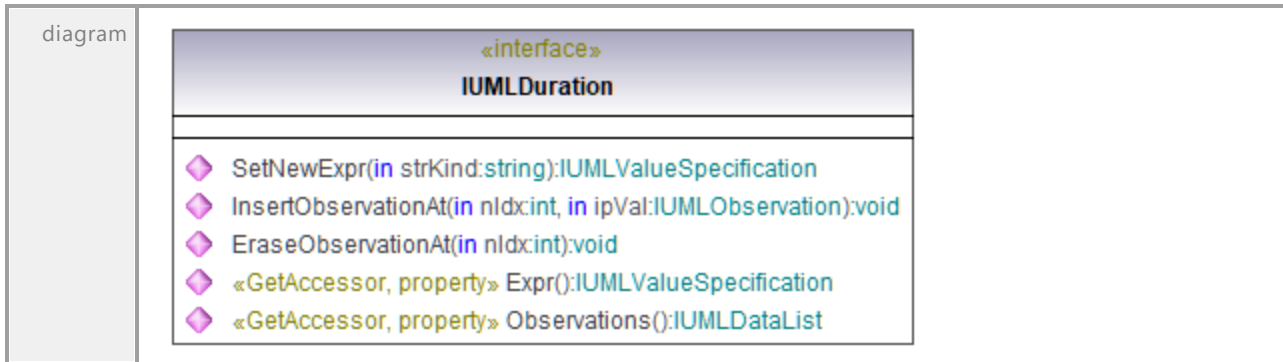 diagram
«interface»
IUMLDuration
SetNewExpr(in strKind:string):IUMLValueSpecification
InsertObservationAt(in nIdx:int, in ipVal:IUMLObservation):void
EraseObservationAt(in nIdx:int):void
«GetAccessor, property» Expr():IUMLValueSpecification
«GetAccessor, property» Observations():IUMLDataList